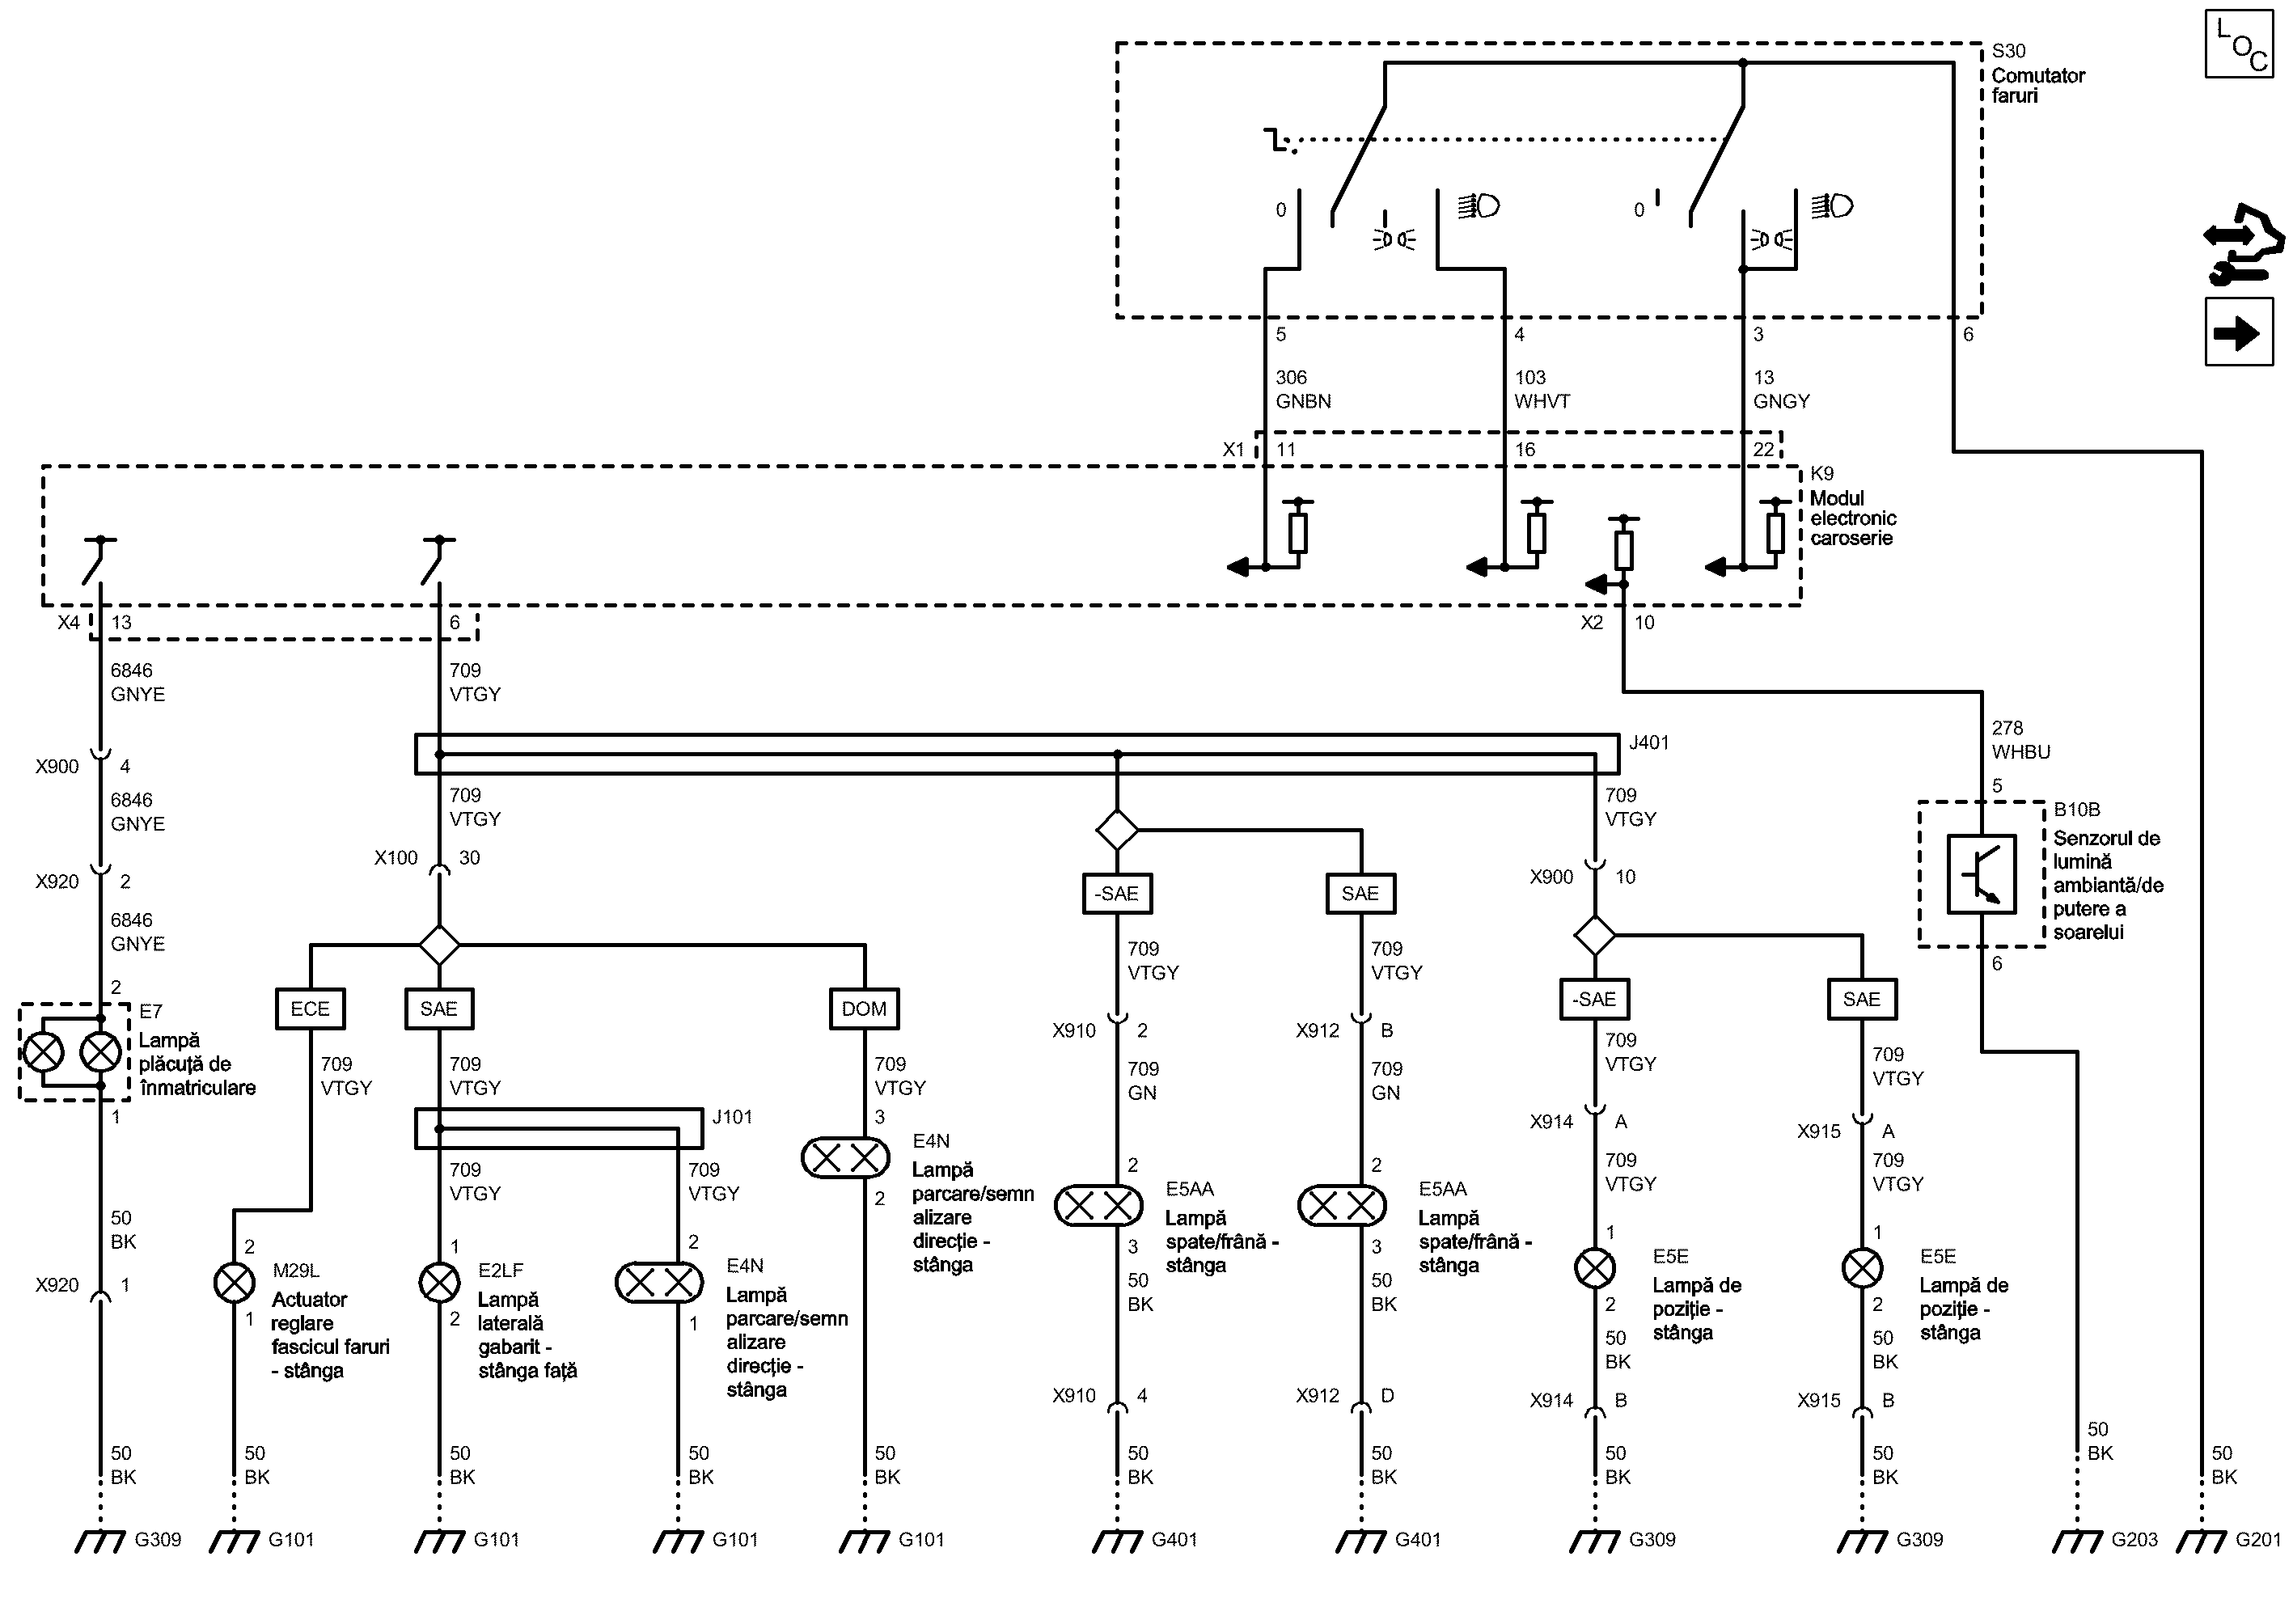 L
O
C
S30
Comutator
faruri
0
0
5
4
3
6
306
GNBN
103
WHVT
13
GNGY
X1
11
16
22
K9
Modul
electronic
caroserie
X4
13
6
X2
10
6846
GNYE
709
VTGY
278
WHBU
J401
X900
4
6846
GNYE
709
VTGY
709
VTGY
5
B10B
Senzorul de
lumină
ambiantă/de
putere a
soarelui
6
X100
30
X920
2
X900
10
-SAE
SAE
6846
GNYE
709
VTGY
709
VTGY
2
E7
Lampă
plăcuță de
înmatriculare
1
ECE
SAE
DOM
-SAE
SAE
X910
2
X912
B
709
VTGY
709
VTGY
709
VTGY
709
GN
709
GN
709
VTGY
709
VTGY
J101
3
E4N
Lampă
parcare/semn
alizare
direcție -
stânga
2
X914
A
X915
A
709
VTGY
709
VTGY
2
E5AA
Lampă
spate/frână -
stânga
3
2
E5AA
Lampă
spate/frână -
stânga
3
709
VTGY
709
VTGY
50
BK
X920
1
2
M29L
Actuator
reglare
fascicul faruri
- stânga
1
1
E2LF
Lampă
laterală
gabarit -
stânga față
2
2
E4N
Lampă
parcare/semn
alizare
direcție -
stânga
1
50
BK
50
BK
1
E5E
Lampă de
poziție -
stânga
2
1
E5E
Lampă de
poziție -
stânga
2
50
BK
50
BK
X910
4
X912
D
X914
B
X915
B
50
BK
50
BK
50
BK
50
BK
50
BK
50
BK
50
BK
50
BK
50
BK
50
BK
50
BK
G309
G101
G101
G101
G101
G401
G401
G309
G309
G203
G201